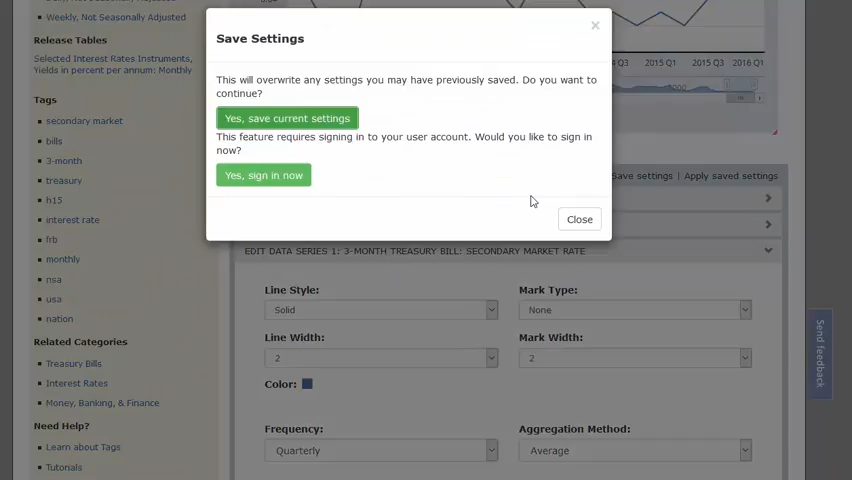 Weekly, Not Seasonally Adjusted
Release Tables
Selected Interest Rates Instruments,
Yields in percent per annum: Monthly
Tags
secondary market
bills
3-month
treasury
h15
interest rate
frb
monthly
nsa
usa
nation
Related Categories
Treasury Bills
Interest Rates
Money, Banking, & Finance
Need Help?
Learn about Tags
Tutorials
Save Settings
×
This will overwrite any settings you may have previously saved. Do you want to
continue?
Yes, save current settings
This feature requires signing in to your user account. Would you like to sign in
now?
Yes, sign in now
Close
Q3 2015 Q1 2015 Q3 2016 Q1
Save settings | Apply saved settings
EDIT DATA SERIES 1: 3-MONTH TREASURY BILL: SECONDARY MARKET RATE
Line Style: Mark Type:
Solid None
Line Width: Mark Width:
2 2
Color:
Frequency: Aggregation Method:
Quarterly Average
Send feedback